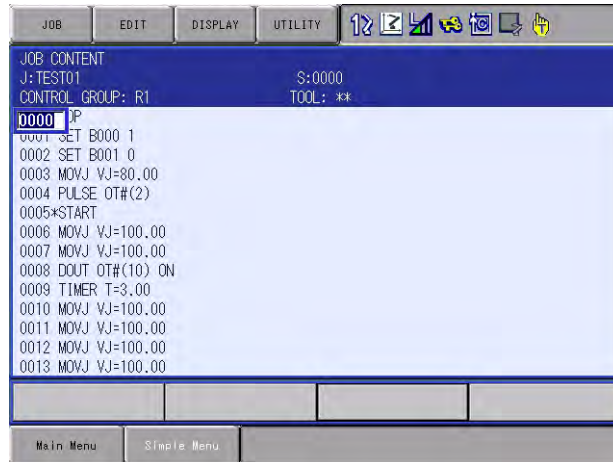 JOB EDIT DISPLAY UTILITY
JOB CONTENT
J:TEST01 S:0000
CONTROL GROUP: R1 TOOL: **
0000 OP
0001 SET B000 1
0002 SET B001 0
0003 MOVJ VJ=80.00
0004 PULSE OT#(2)
0005*START
0006 MOVJ VJ=100.00
0007 MOVJ VJ=100.00
0008 DOUT OT#(10) ON
0009 TIMER T=3.00
0010 MOVJ VJ=100.00
0011 MOVJ VJ=100.00
0012 MOVJ VJ=100.00
0013 MOVJ VJ=100.00
Main Menu Simple Menu